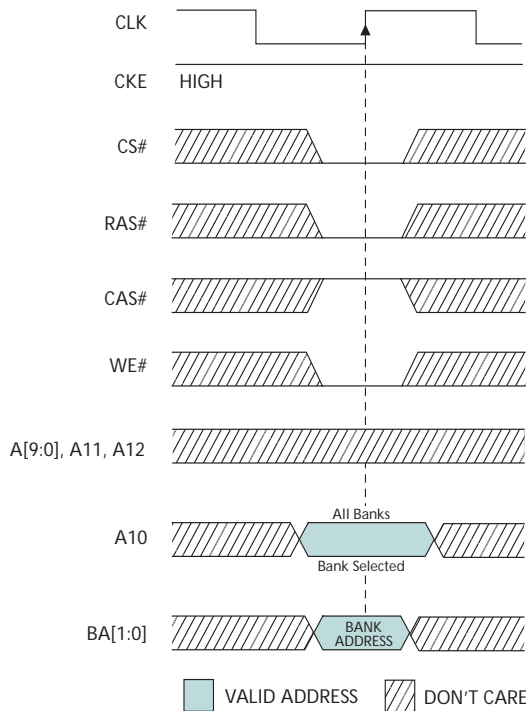 CLK
CKE HIGH
CS#
RAS#
CAS#
WE#
A[9:0], A11, A12
All Banks
A10
Bank Selected
BA[1:0] BANK
ADDRESS
VALID ADDRESS DON'T CARE